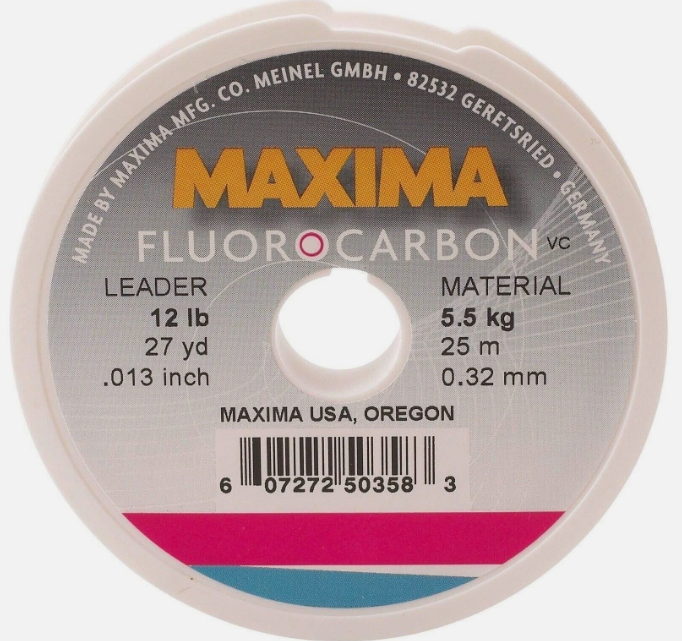 MADE BY MAXIMA MFG. CO. MEINEL GMBH • 82532 GERETSRIED • GERMANY
MAXIMA
FLUOROCARBON VC
LEADER MATERIAL
12 lb 5.5 kg
27 yd 25 m
.013 inch 0.32 mm
MAXIMA USA, OREGON
6 07272 50358 3